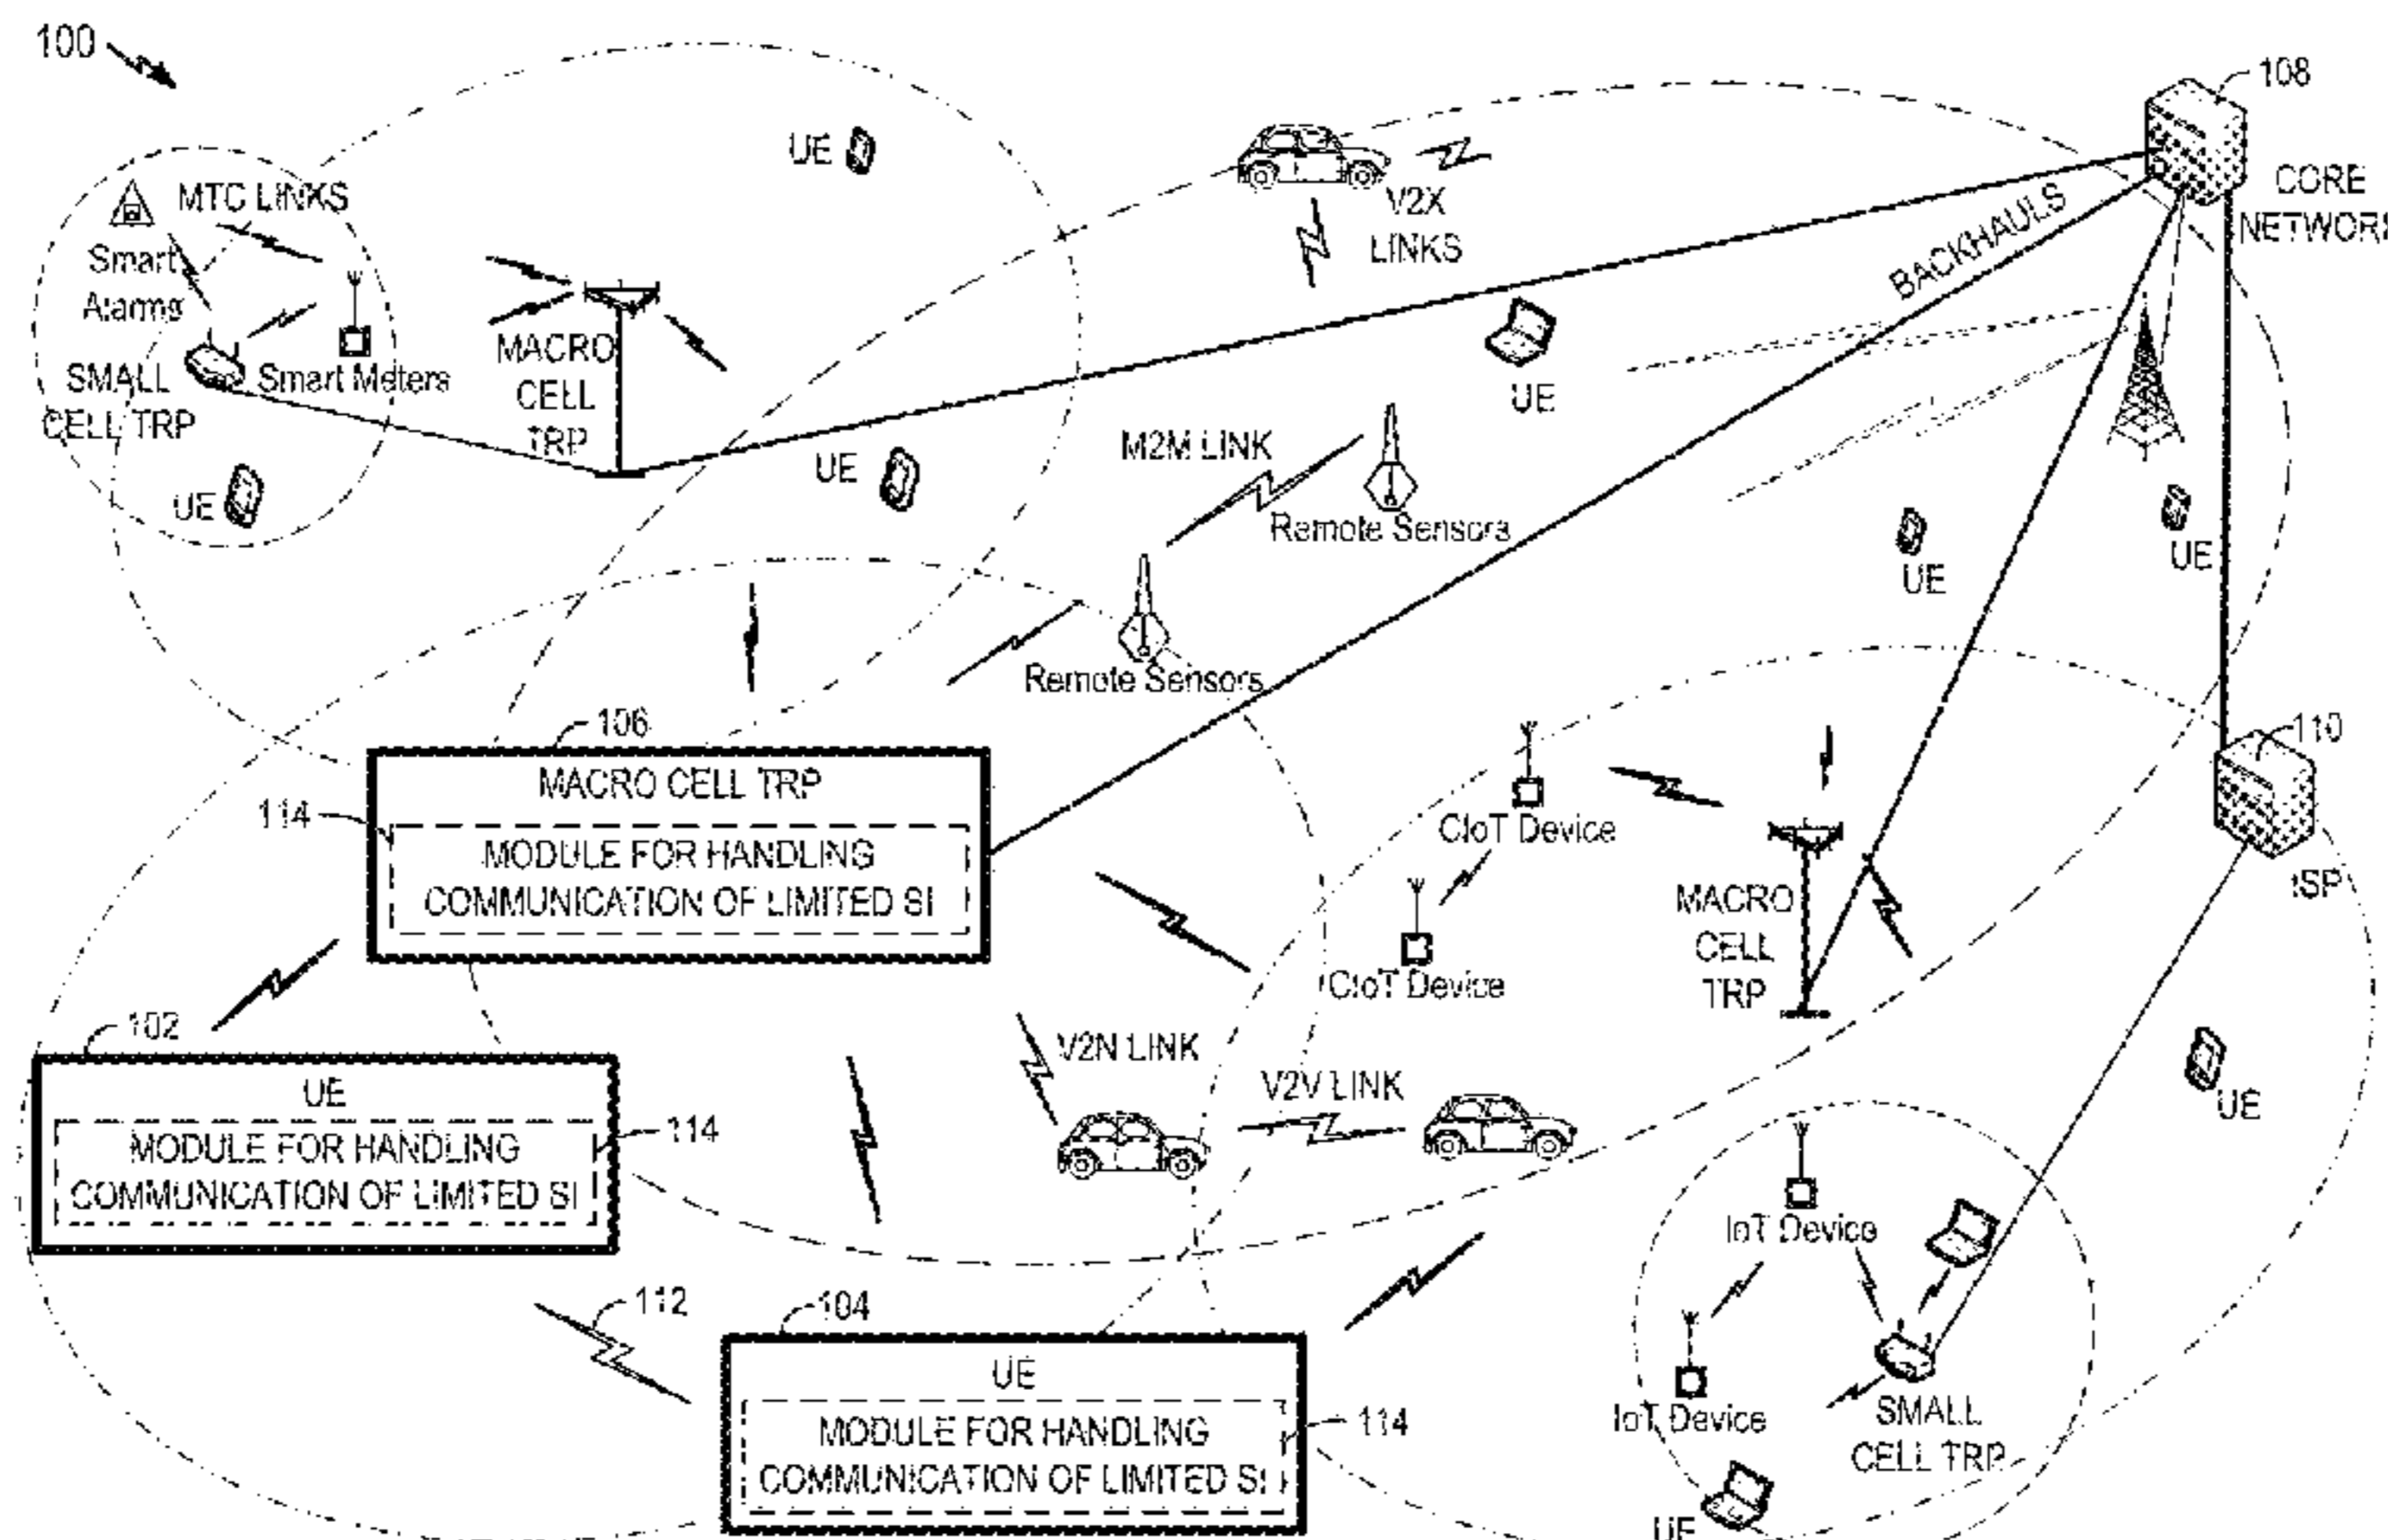 100
108
UE
MTC LINKS
CORE
V2X
BACKHAULS
LINKS
Smart
Alarms
MACRO
SMALL
Smart Meters
CELL
UE
CELL TRP
TRP
M2M LINK
UE
UE
Remote Sensors
UE
UE
Remote Sensors
106
110
MACRO CELL TRP
114
MODULE FOR HANDLING
CIoT Device
COMMUNICATION OF LIMITED SI
MACRO
CELL
CIoT Device
TRP
102
V2N LINK
UE
V2V LINK
UE
MODULE FOR HANDLING
114
COMMUNICATION OF LIMITED SI
IoT Device
112
104
UE
IoT Device
SMALL
MODULE FOR HANDLING
114
COMMUNICATION OF LIMITED SI
CELL TRP
UE